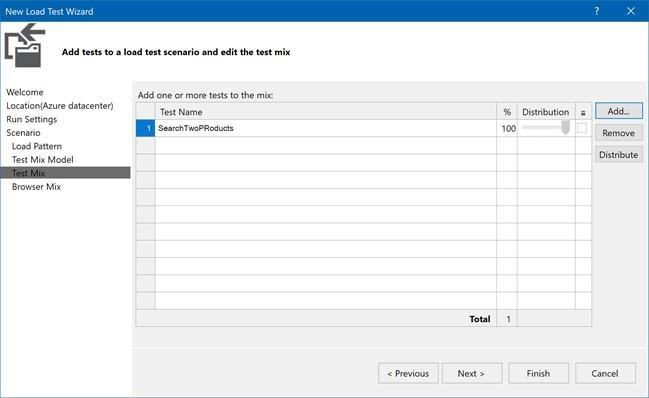 New Load Test Wizard
?
Add tests to a load test scenario and edit the test mix
Welcome
Location(Azure datacenter)
Run Settings
Scenario
Load Pattern
Test Mix Model
Test Mix
Browser Mix
Add one or more tests to the mix:
Test Name % Distribution
1 SearchTwoPRoducts 100
Total 1
Add...
Remove
Distribute
< Previous Next > Finish Cancel